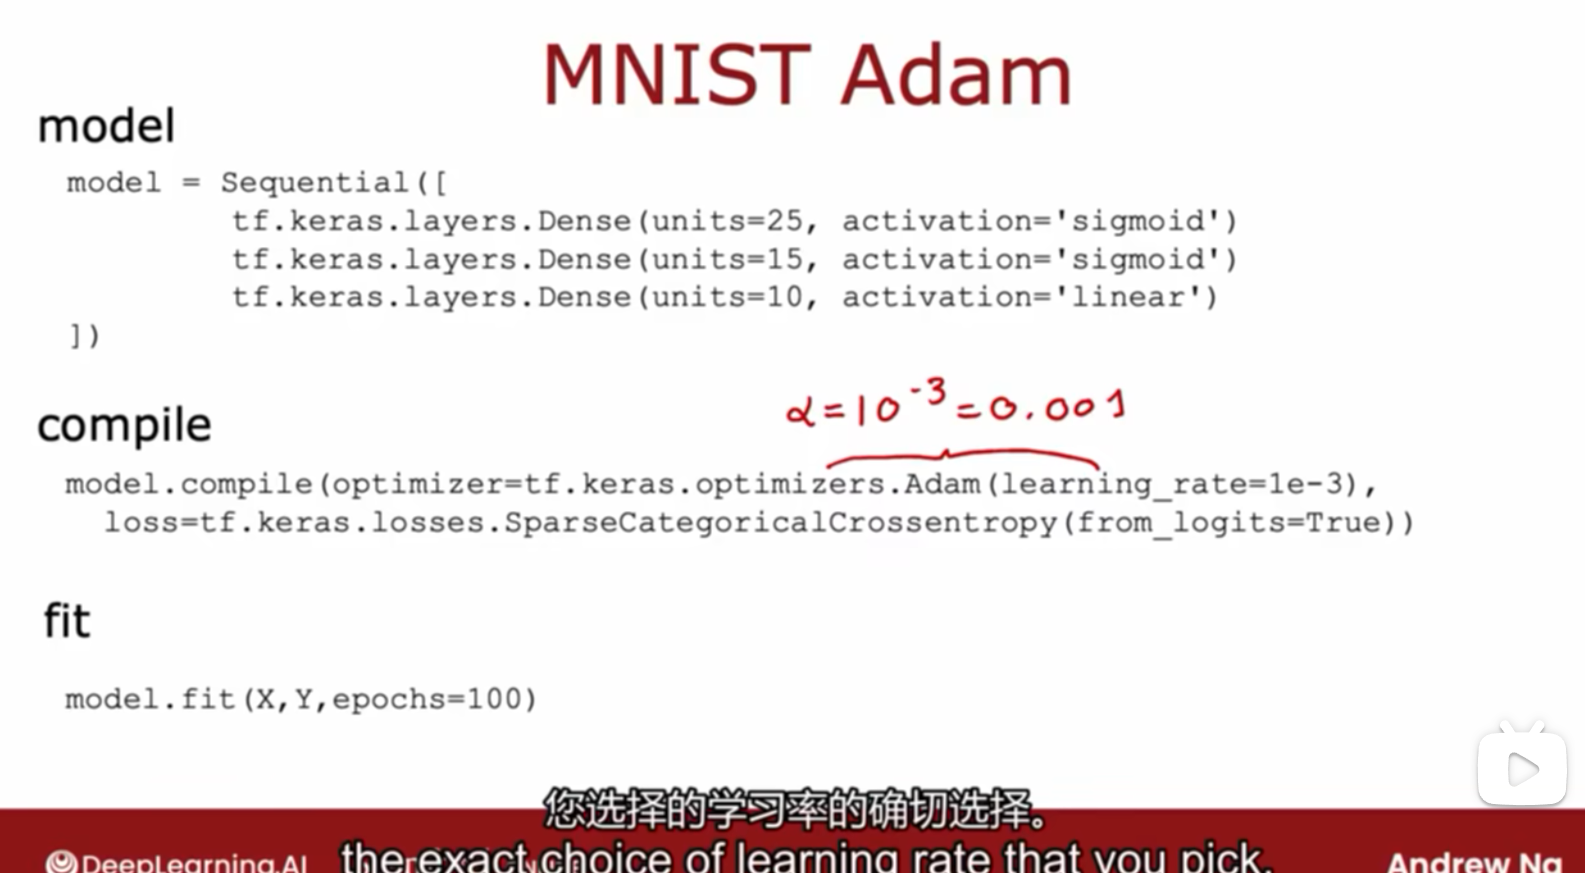 MNIST Adam
model
model = Sequential([
tf.keras.layers.Dense(units=25, activation='sigmoid')
tf.keras.layers.Dense(units=15, activation='sigmoid')
tf.keras.layers.Dense(units=10, activation='linear')
])
α=10⁻³=0.001
compile
model.compile(optimizer=tf.keras.optimizers.Adam(learning_rate=1e-3),
loss=tf.keras.losses.SparseCategoricalCrossentropy(from_logits=True))
fit
model.fit(X,Y,epochs=100)
您选择的学习率的确切选择。
the exact choice of learning rate that you pick.
DeepLearning.AI
Andrew Ng